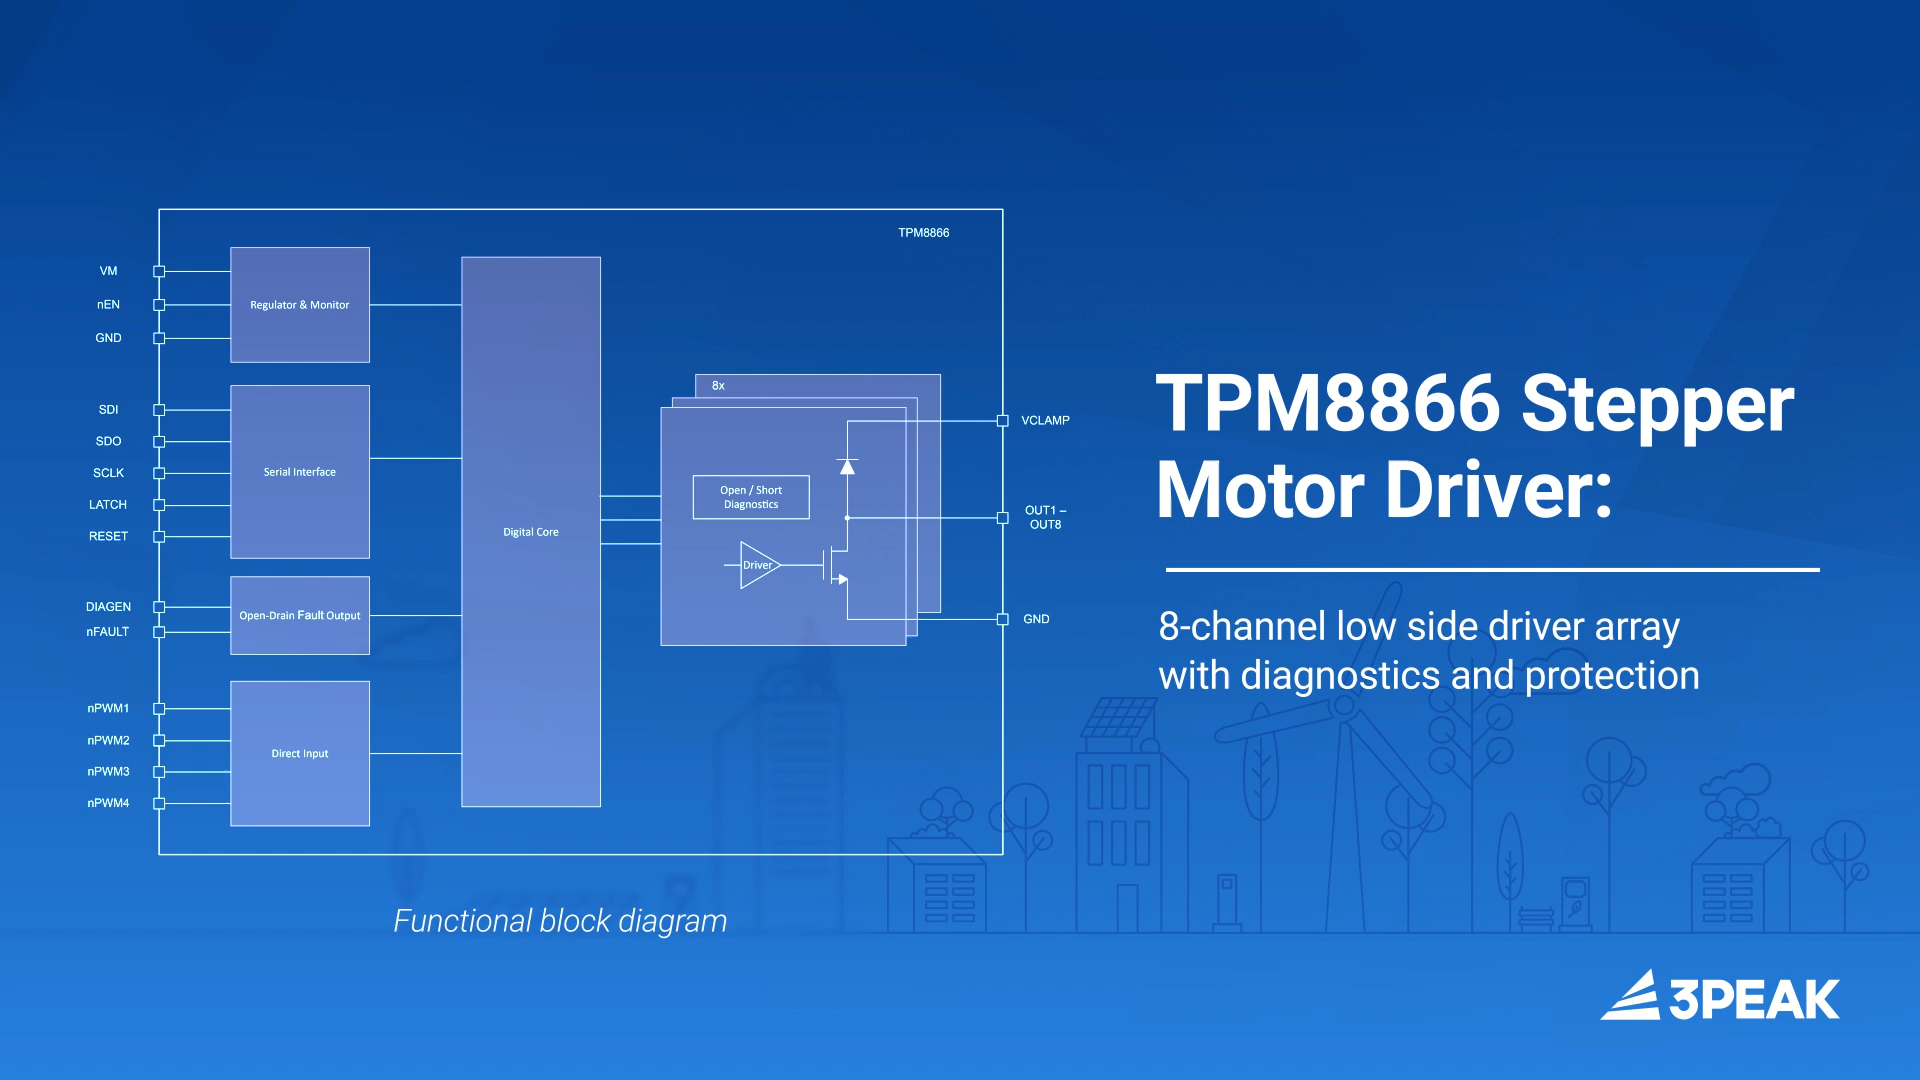 TPM8866
VM
nEN
GND
Regulator & Monitor
SDI
SDO
SCLK
LATCH
RESET
Serial Interface
DIAGEN
nFAULT
Open-Drain Fault Output
nPWM1
nPWM2
nPWM3
nPWM4
Direct Input
Digital Core
8x
Open / Short
Diagnostics
Driver
VCLAMP
OUT1 –
OUT8
GND
Functional block diagram
TPM8866 Stepper
Motor Driver:
8-channel low side driver array
with diagnostics and protection
3PEAK